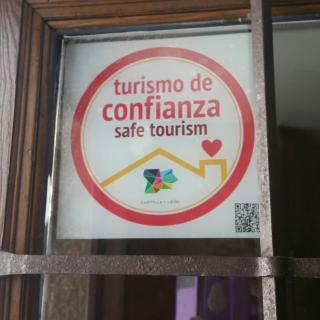 turismo de
confianza
safe tourism
CASTILLA Y LEÓN